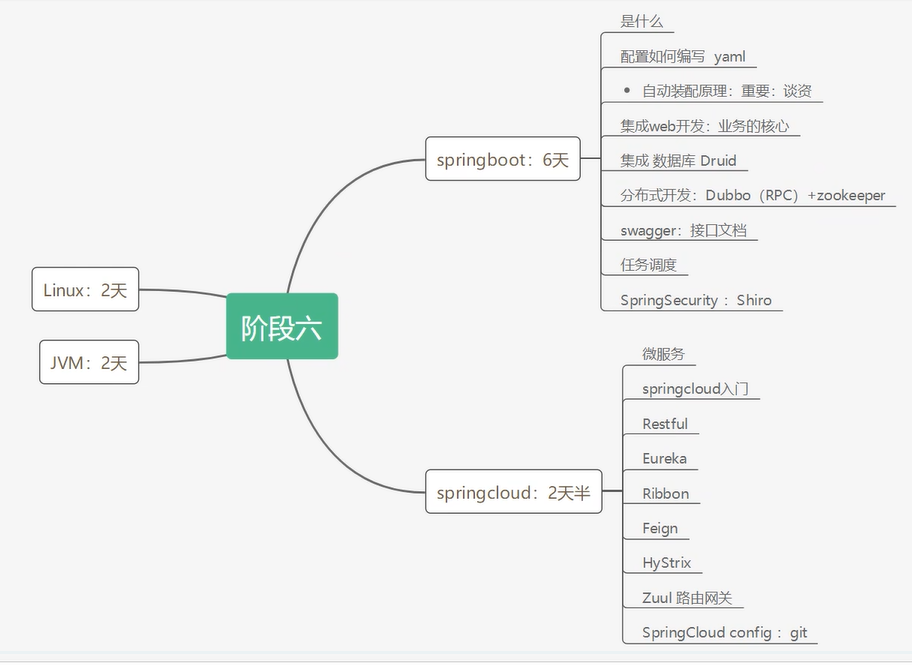 阶段六
springboot：6天
是什么
配置如何编写 yaml
• 自动装配原理：重要：谈资
集成web开发：业务的核心
集成 数据库 Druid
分布式开发：Dubbo（RPC）+zookeeper
swagger：接口文档
任务调度
SpringSecurity ：Shiro
springcloud：2天半
微服务
springcloud入门
Restful
Eureka
Ribbon
Feign
HyStrix
Zuul 路由网关
SpringCloud config ：git
Linux：2天
JVM：2天